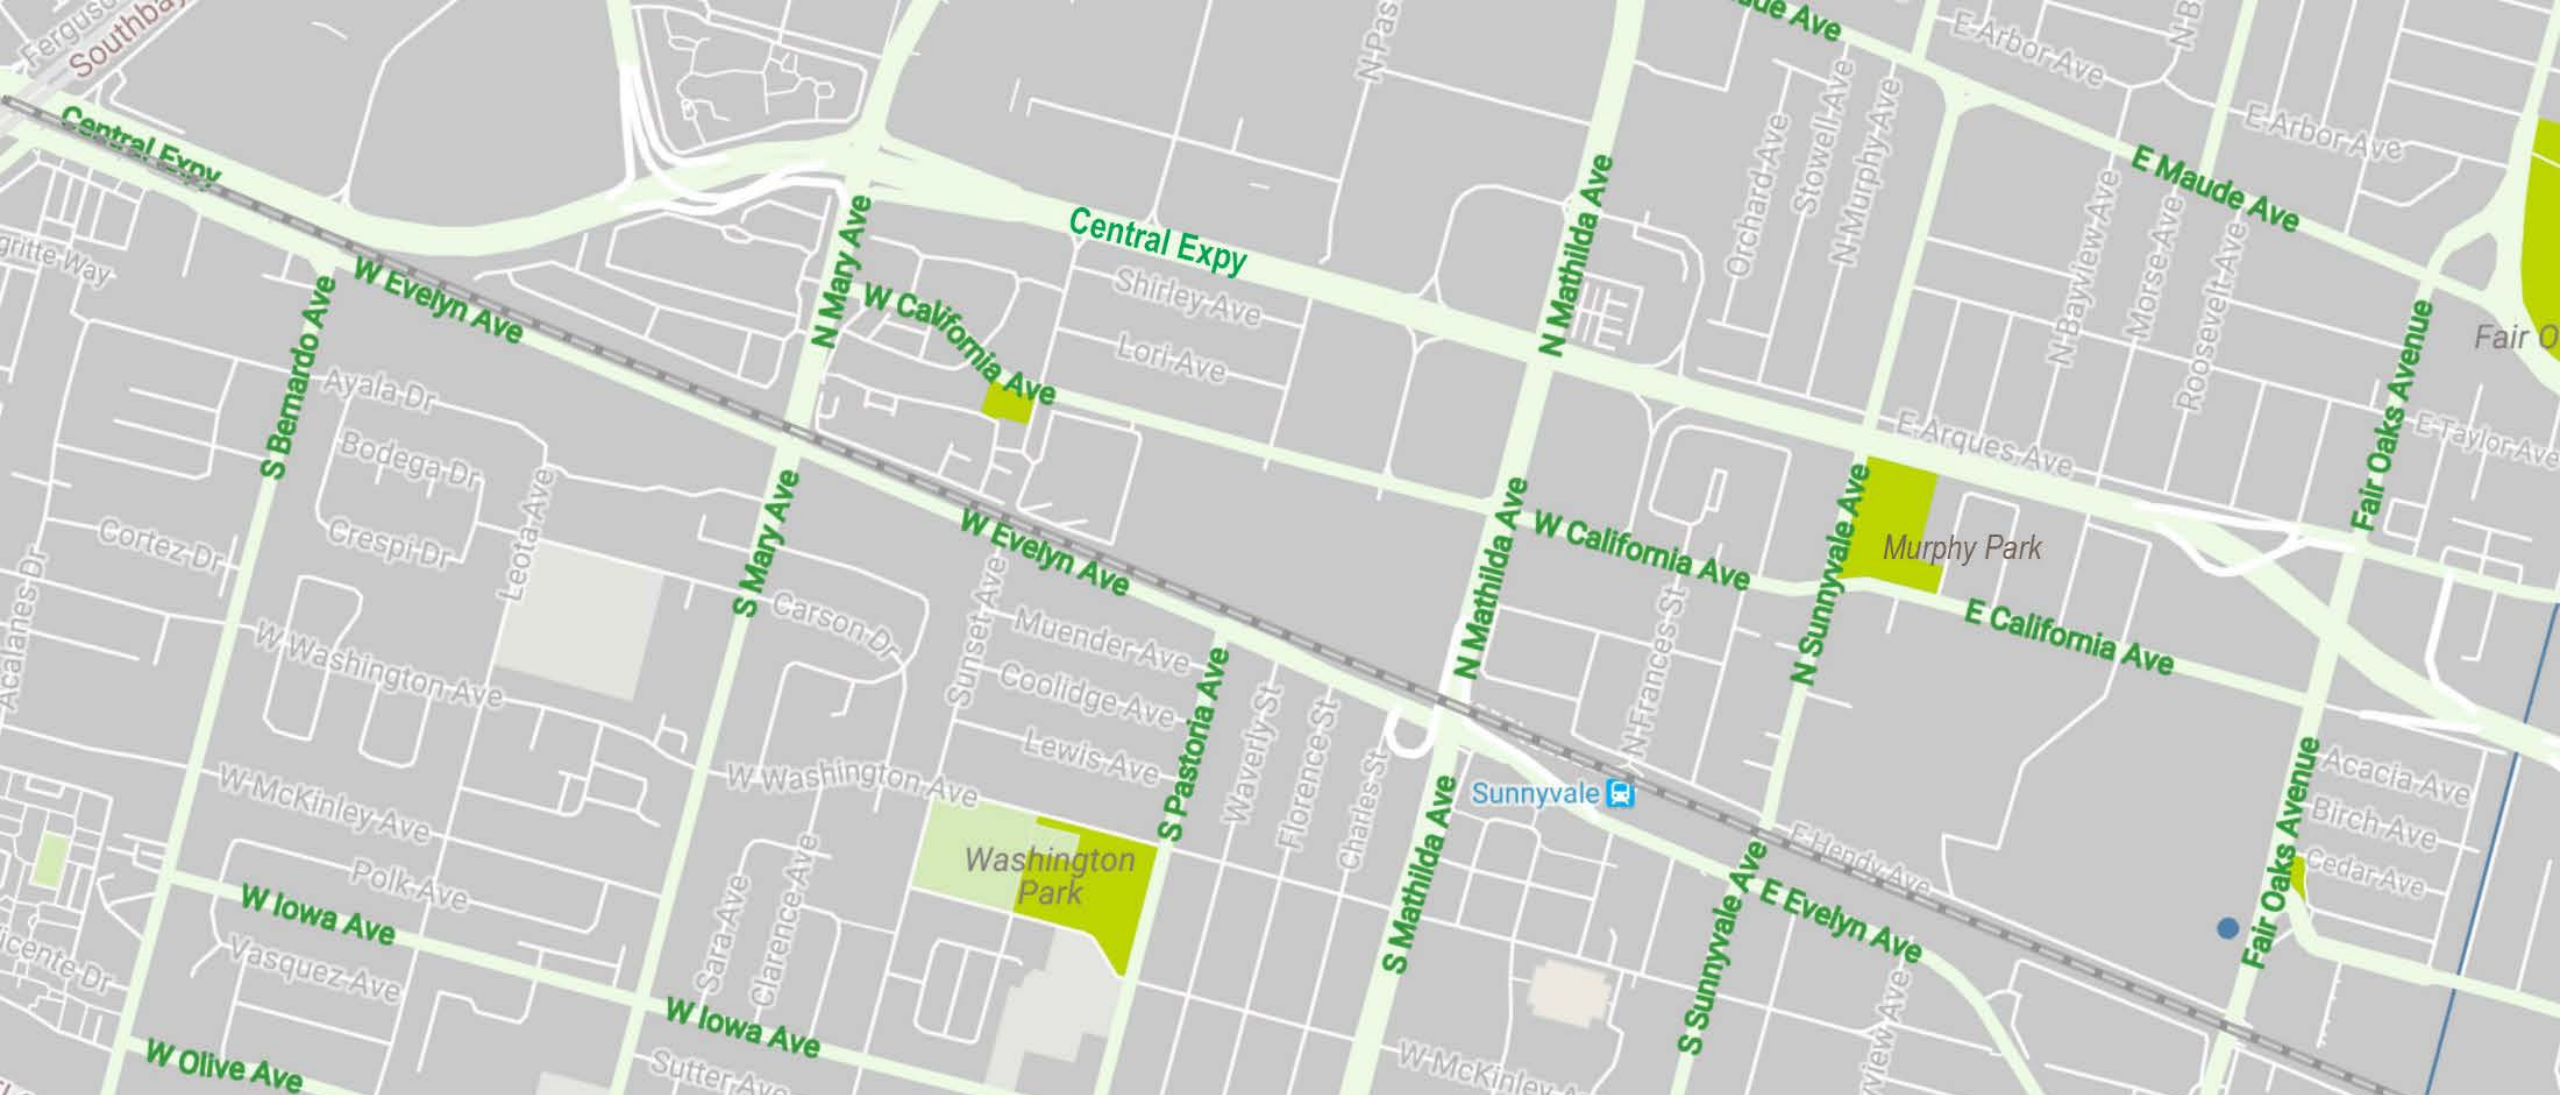 Southbay
E-Arbor-Ave
Central Expy
E-Arbor-Ave
E Maude Ave
Orchard-Ave
Stowell-Ave
N-Murphy-Ave
N Mathilda Ave
Central Expy
N Mary Ave
W Evelyn Ave
W California Ave
Shirley-Ave
Lori-Ave
S Bernardo Ave
Ayala-Dr
Bodega-Dr
Crespi-Dr
Cortez-Dr
Leota-Ave
N-Bayview-Ave
Morse-Ave
Roosevelt-Ave
Fair Oaks Avenue
E-Arques-Ave
E-Taylor-Ave
S Mary Ave
W Evelyn Ave
N Mathilda Ave
W California Ave
N Sunnyvale Ave
Murphy Park
E California Ave
Acalanes-Dr
W-Washington-Ave
Carson-Dr
Sunset-Ave
Muender-Ave
Coolidge-Ave
Lewis-Ave
S Pastoria Ave
Waverly-St
Florence-St
Charles-St
N-Frances-St
W-Washington-Ave
W-McKinley-Ave
Polk-Ave
Washington
Park
Sunnyvale
S Mathilda Ave
E-Hendy-Ave
Acacia-Ave
Birch-Ave
Cedar-Ave
Fair Oaks Avenue
W Iowa Ave
Vasquez-Ave
Sara-Ave
Clarence-Ave
E Evelyn Ave
S Sunnyvale Ave
W Iowa Ave
W Olive Ave
Sutter-Ave
W-McKinley-A